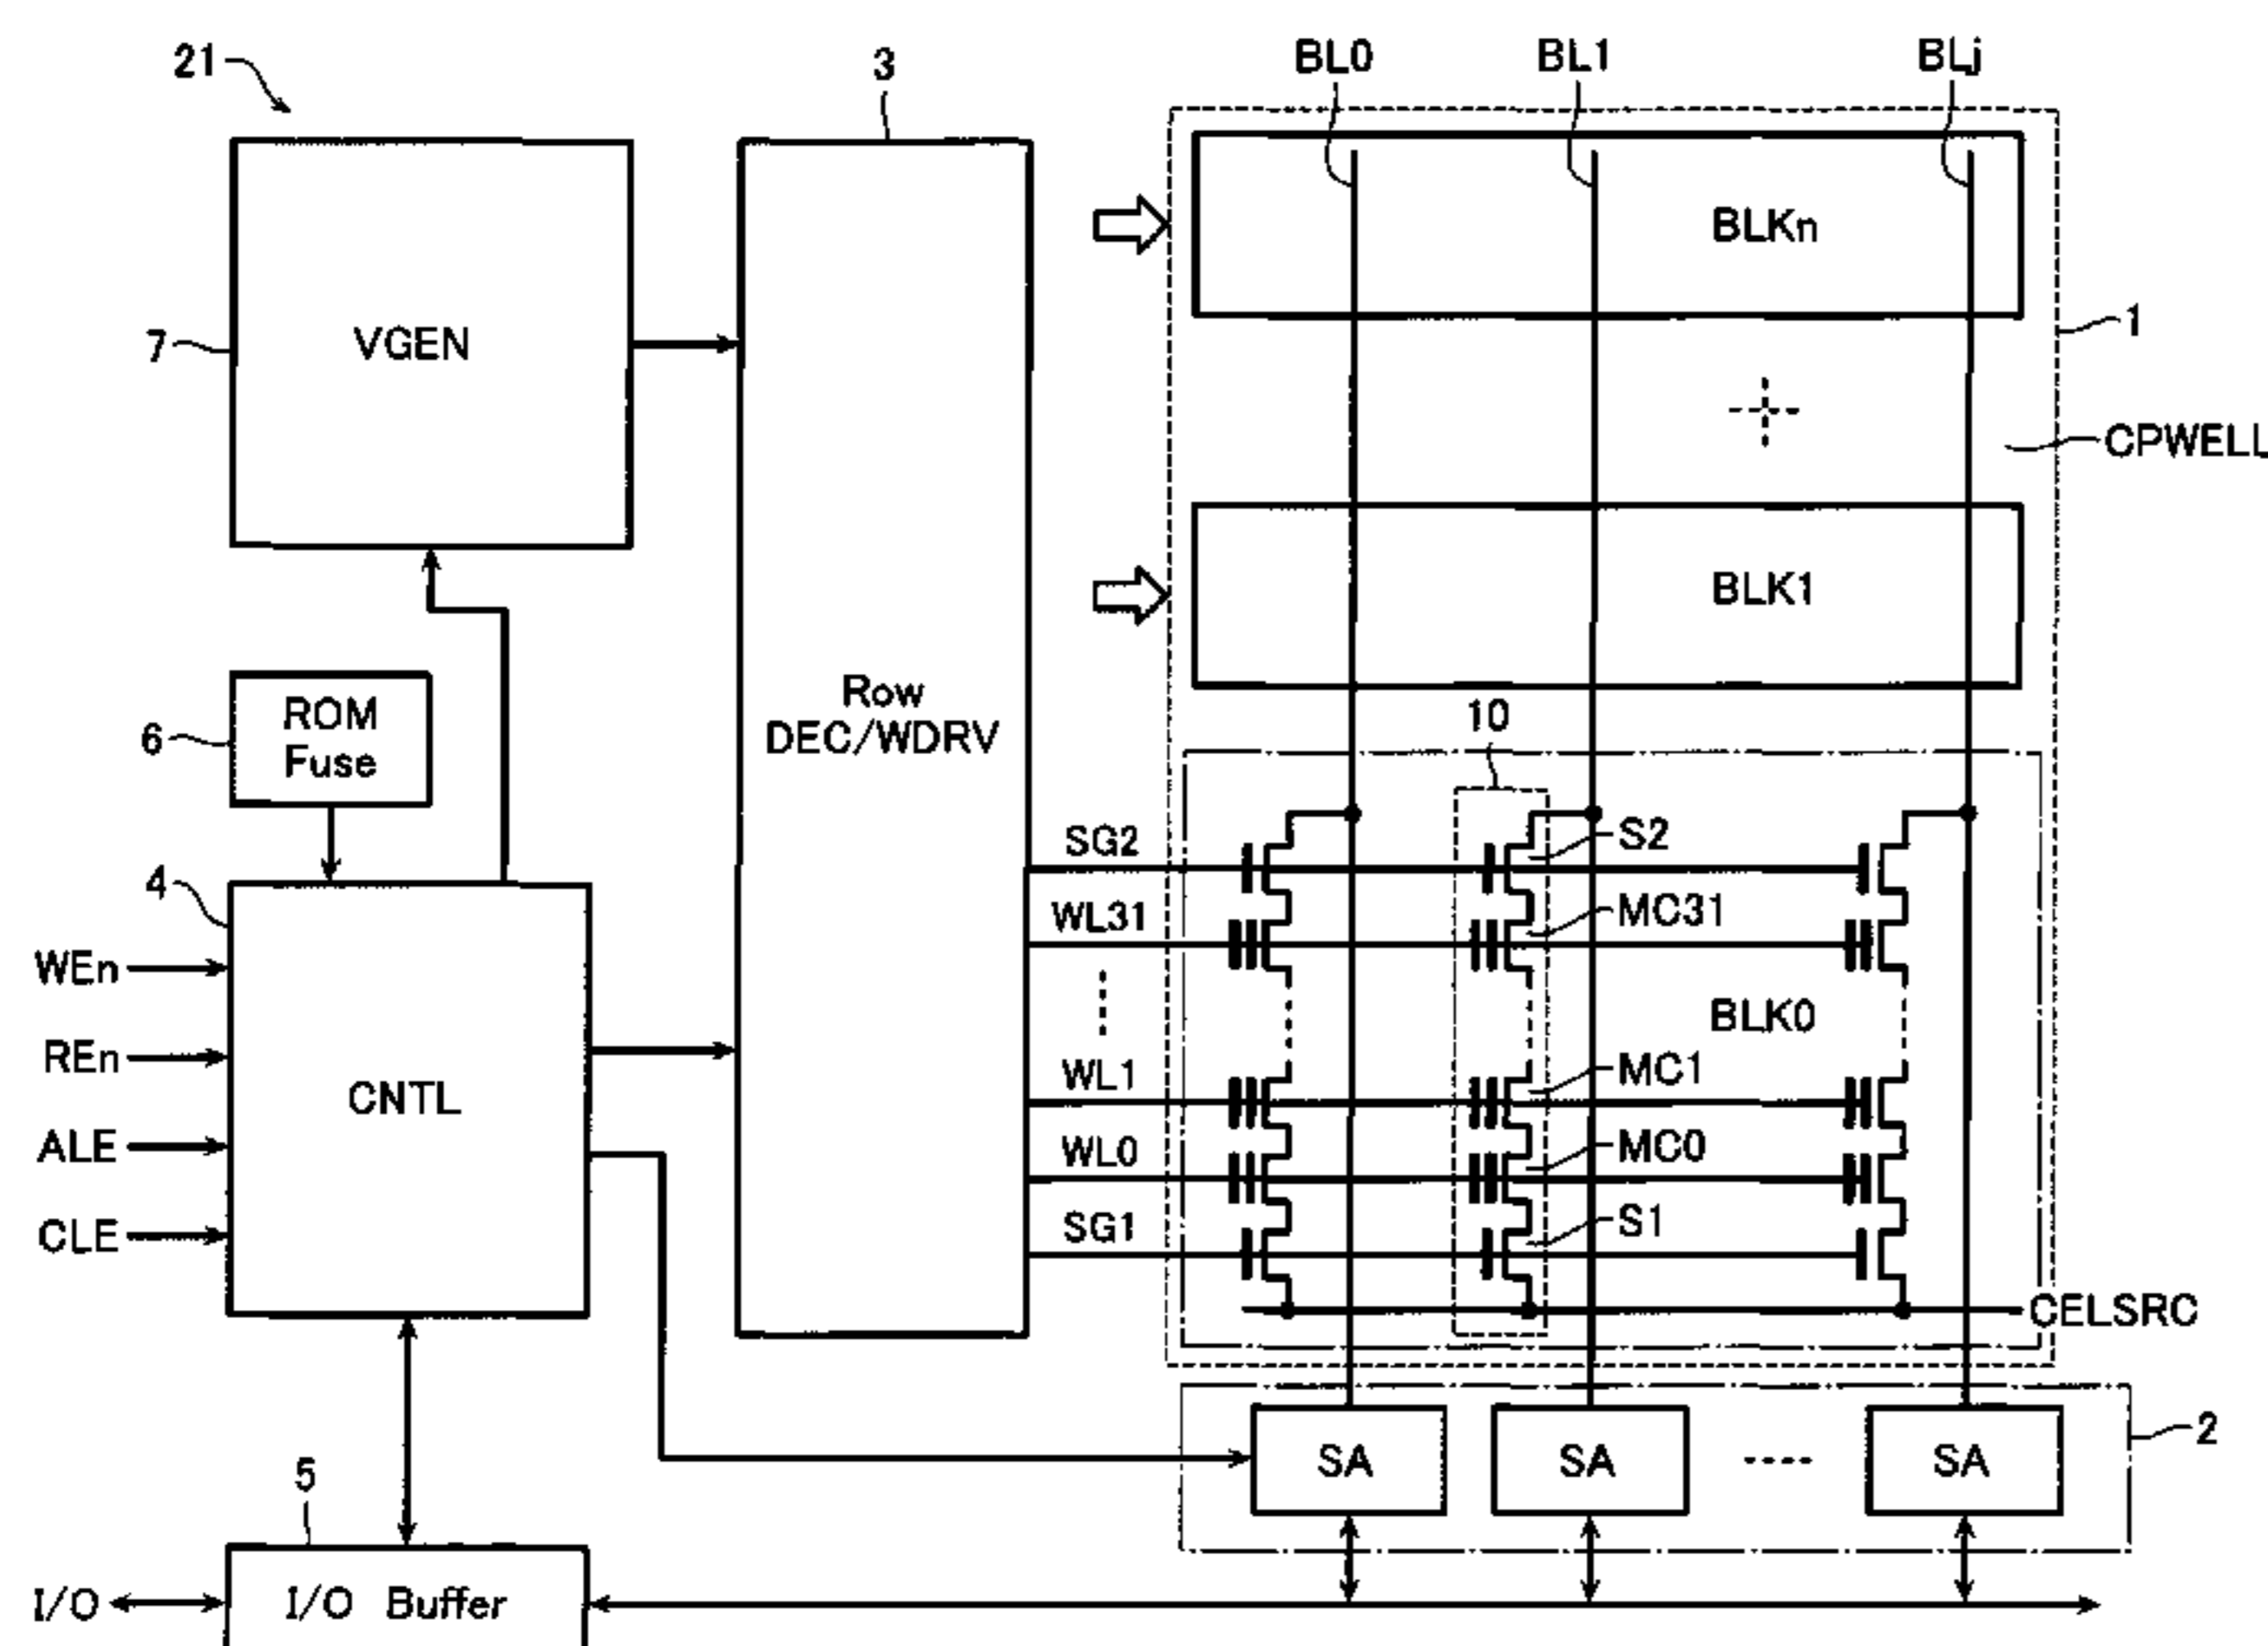 21
3
BL0
BL1
BLj
VGEN
7
BLKn
1
CPWELL
BLK1
Row
DEC/WDRV
ROM
Fuse
6
10
4
SG2
S2
WL31
MC31
WEn
REn
BLK0
CNTL
WL1
MC1
ALE
WL0
MC0
CLE
SG1
S1
CELSRC
SA
SA
SA
2
5
I/O
I/O Buffer